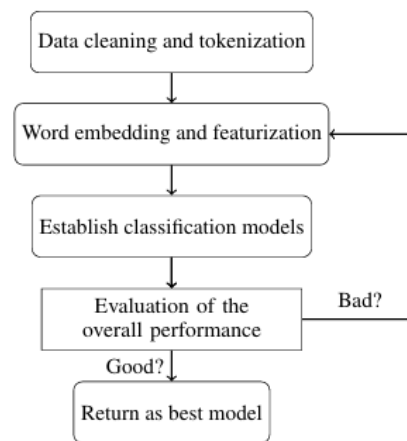 Data cleaning and tokenization
Word embedding and featurization
Establish classification models
Evaluation of the
overall performance
Bad?
Good?
Return as best model